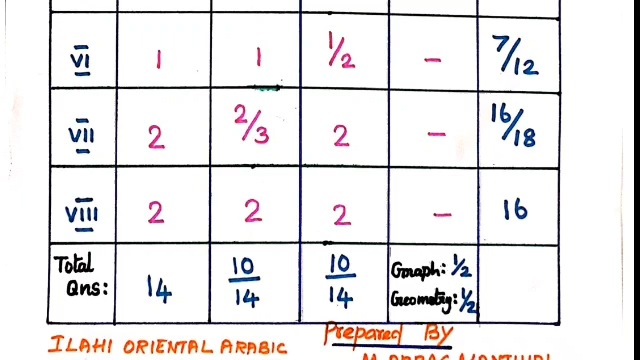 VI 1 1 1/2 - 7/12
VII 2 2/3 2 - 16/18
VIII 2 2 2 - 16
Total Qns: 14 10/14 10/14 Graph: 1/2 Geometry: 1/2
ILAHI ORIENTAL ARABIC
Prepared By